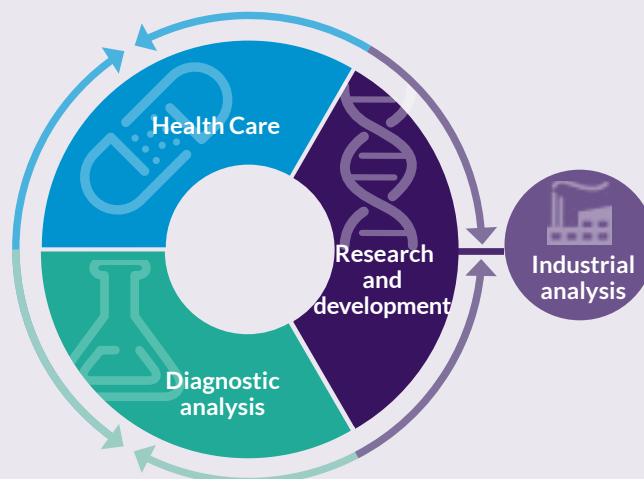 Health Care
Research
and
development
Industrial
analysis
Diagnostic
analysis